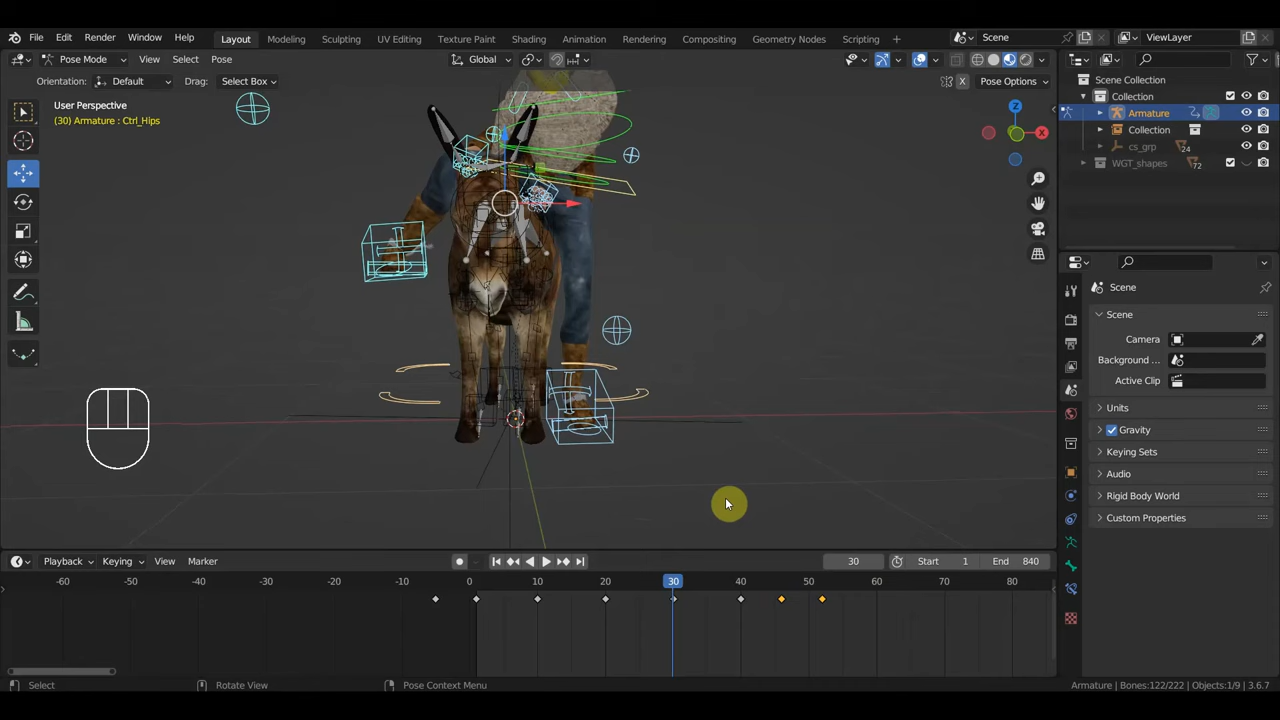 File Edit Render Window Help Layout Modeling Sculpting UV Editing Texture Paint Shading Animation Rendering Compositing Geometry Nodes Scripting + Scene ViewLayer
Pose Mode View Select Pose Global
Orientation: Default Drag: Select Box X Pose Options
Scene Collection
Collection
Armature
Collection
cs_grp 24
WGT_shapes 72
User Perspective
(30) Armature : Ctrl_Hips
Z
X
Scene
Scene
Camera
Background ...
Active Clip
Units
Gravity
Keying Sets
Audio
Rigid Body World
Custom Properties
Playback Keying View Marker 30 Start 1 End 840
-60 -50 -40 -30 -20 -10 0 10 20 30 40 50 60 70 80
Select Rotate View Pose Context Menu Armature | Bones:122/222 | Objects:1/9 | 3.6.7